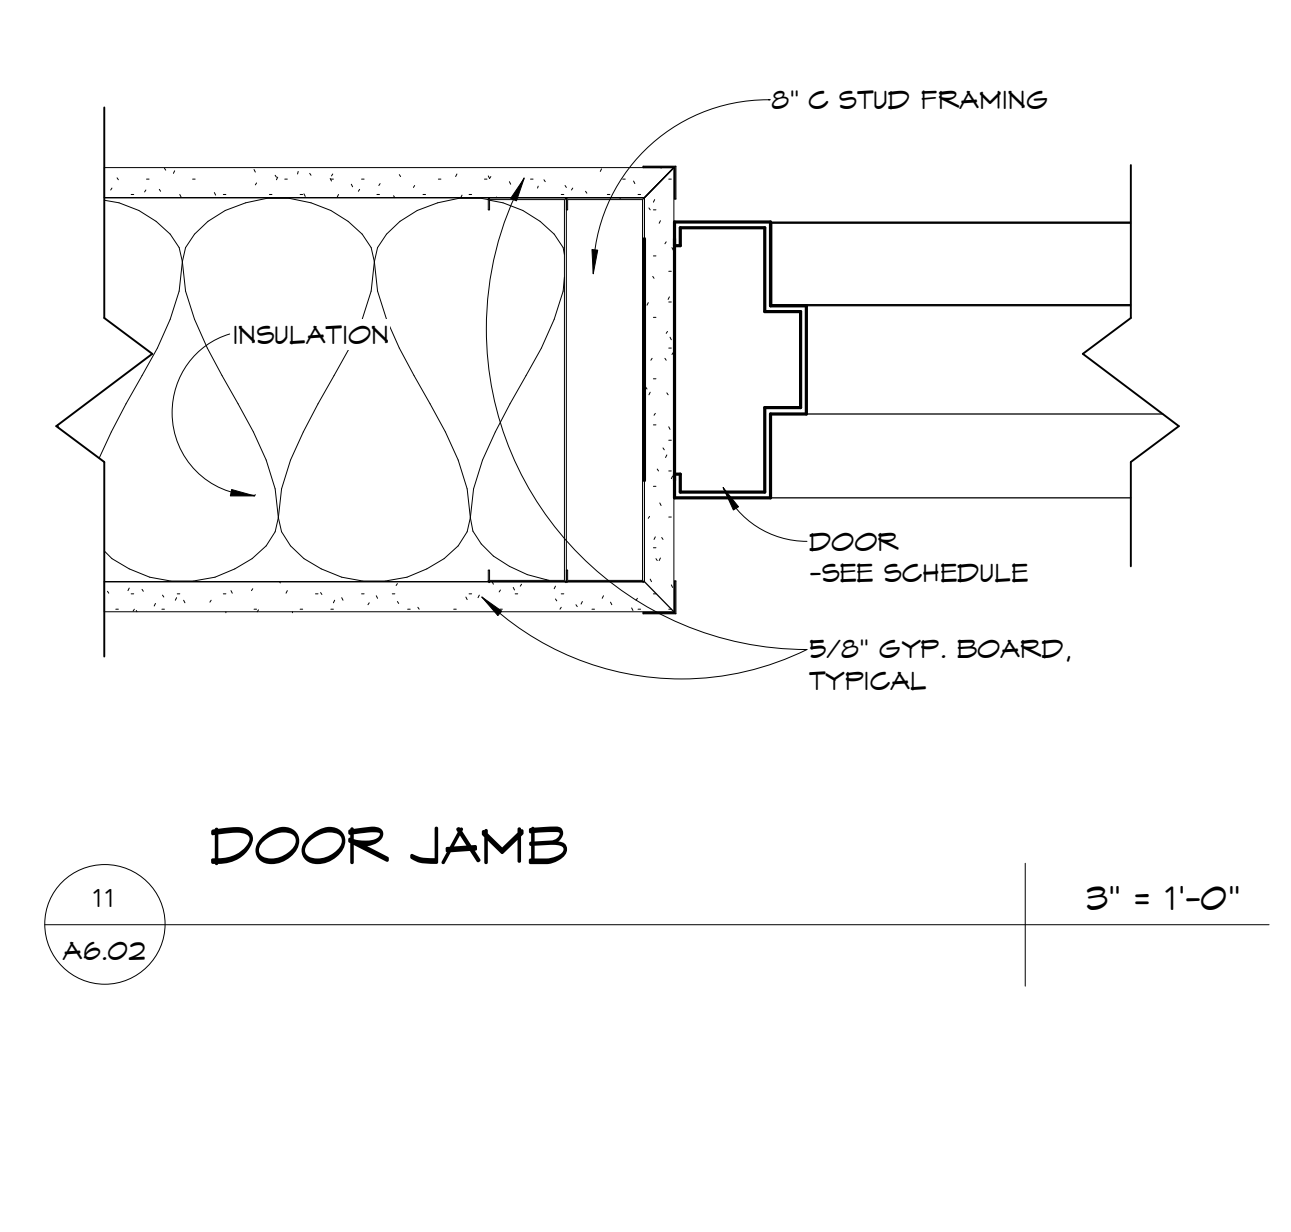 8" C STUD FRAMING
INSULATION
DOOR
-SEE SCHEDULE
5/8" GYP. BOARD,
TYPICAL
DOOR JAMB
11
A6.02
3" = 1'-0"